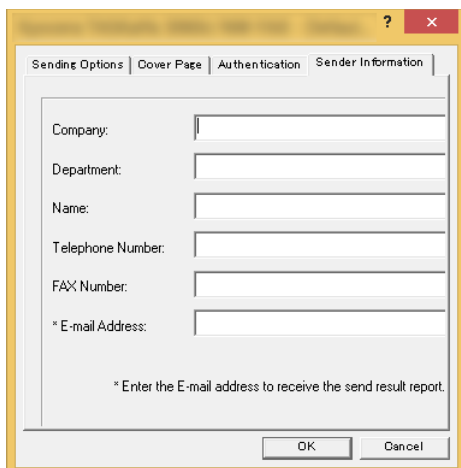 ?
Sending Options Cover Page Authentication Sender Information
Company:
Department:
Name:
Telephone Number:
FAX Number:
* E-mail Address:
* Enter the E-mail address to receive the send result report.
OK Cancel